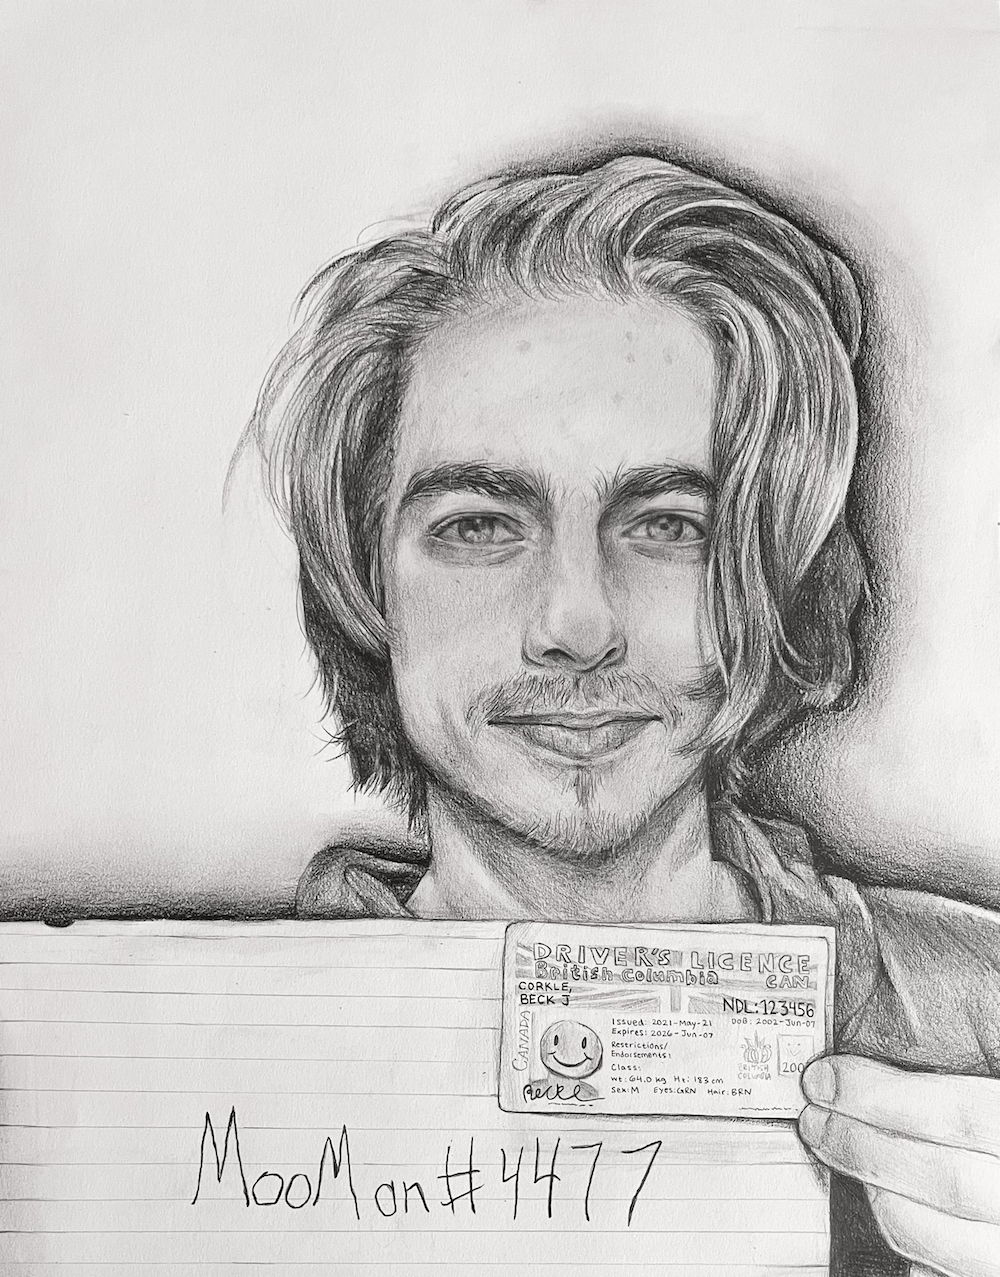 DRIVER'S LICENCE
British Columbia CAN
CORKLE,
BECK J
NDL:123456
Issued: 2021-May-21 DOB: 2002-Jun-07
Expires: 2026-Jun-07
Restrictions/
Endorsements:
Class:
Wt: 64.0 kg Ht: 183 cm
Sex:M Eyes:GRN Hair:BRN
CANADA
BRITISH
COLUMBIA
200
MooMan#4477